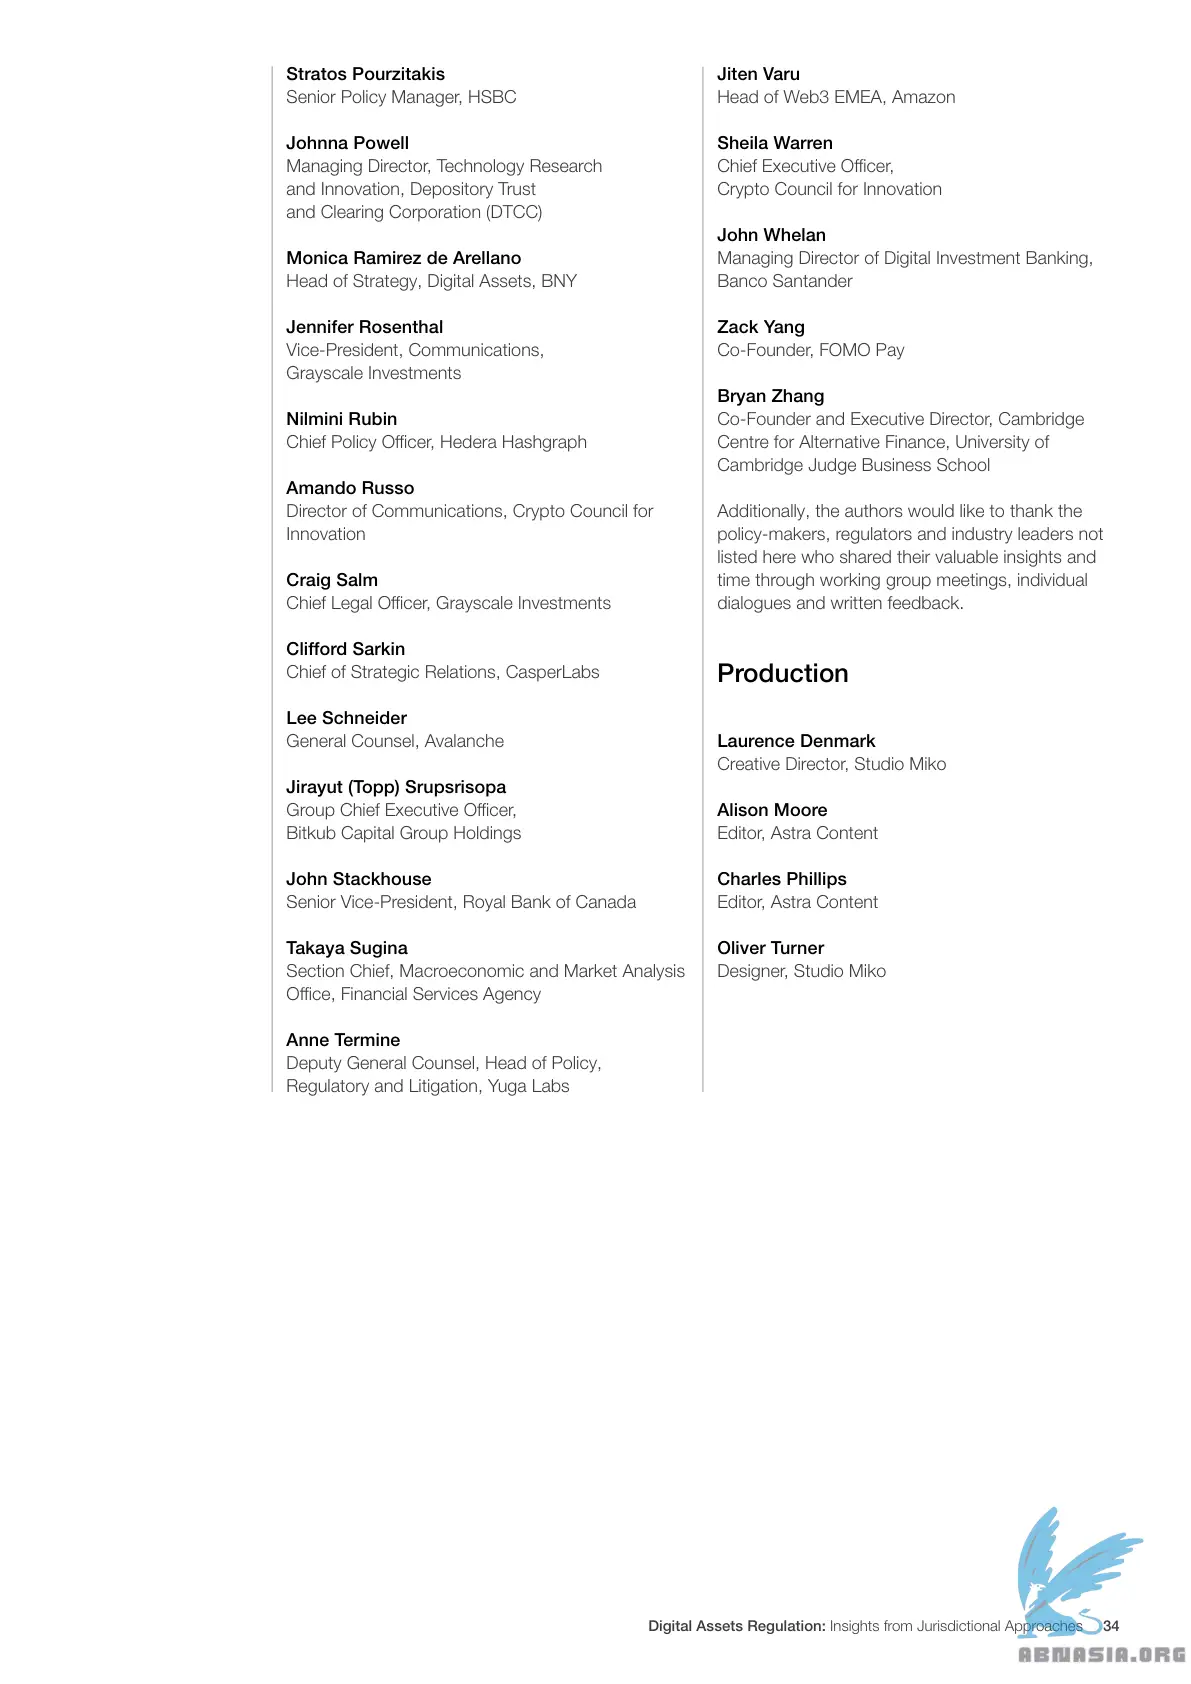 Stratos Pourzitakis
Senior Policy Manager, HSBC
Johnna Powell
Managing Director, Technology Research
and Innovation, Depository Trust
and Clearing Corporation (DTCC)
Monica Ramirez de Arellano
Head of Strategy, Digital Assets, BNY
Jennifer Rosenthal
Vice-President, Communications,
Grayscale Investments
Nilmini Rubin
Chief Policy Officer, Hedera Hashgraph
Amando Russo
Director of Communications, Crypto Council for
Innovation
Craig Salm
Chief Legal Officer, Grayscale Investments
Clifford Sarkin
Chief of Strategic Relations, CasperLabs
Lee Schneider
General Counsel, Avalanche
Jirayut (Topp) Srupsrisopa
Group Chief Executive Officer,
Bitkub Capital Group Holdings
John Stackhouse
Senior Vice-President, Royal Bank of Canada
Takaya Sugina
Section Chief, Macroeconomic and Market Analysis
Office, Financial Services Agency
Anne Termine
Deputy General Counsel, Head of Policy,
Regulatory and Litigation, Yuga Labs
Jiten Varu
Head of Web3 EMEA, Amazon
Sheila Warren
Chief Executive Officer,
Crypto Council for Innovation
John Whelan
Managing Director of Digital Investment Banking,
Banco Santander
Zack Yang
Co-Founder, FOMO Pay
Bryan Zhang
Co-Founder and Executive Director, Cambridge
Centre for Alternative Finance, University of
Cambridge Judge Business School
Additionally, the authors would like to thank the
policy-makers, regulators and industry leaders not
listed here who shared their valuable insights and
time through working group meetings, individual
dialogues and written feedback.
Production
Laurence Denmark
Creative Director, Studio Miko
Alison Moore
Editor, Astra Content
Charles Phillips
Editor, Astra Content
Oliver Turner
Designer, Studio Miko
Digital Assets Regulation: Insights from Jurisdictional Approaches 34
ABNASIA.ORG